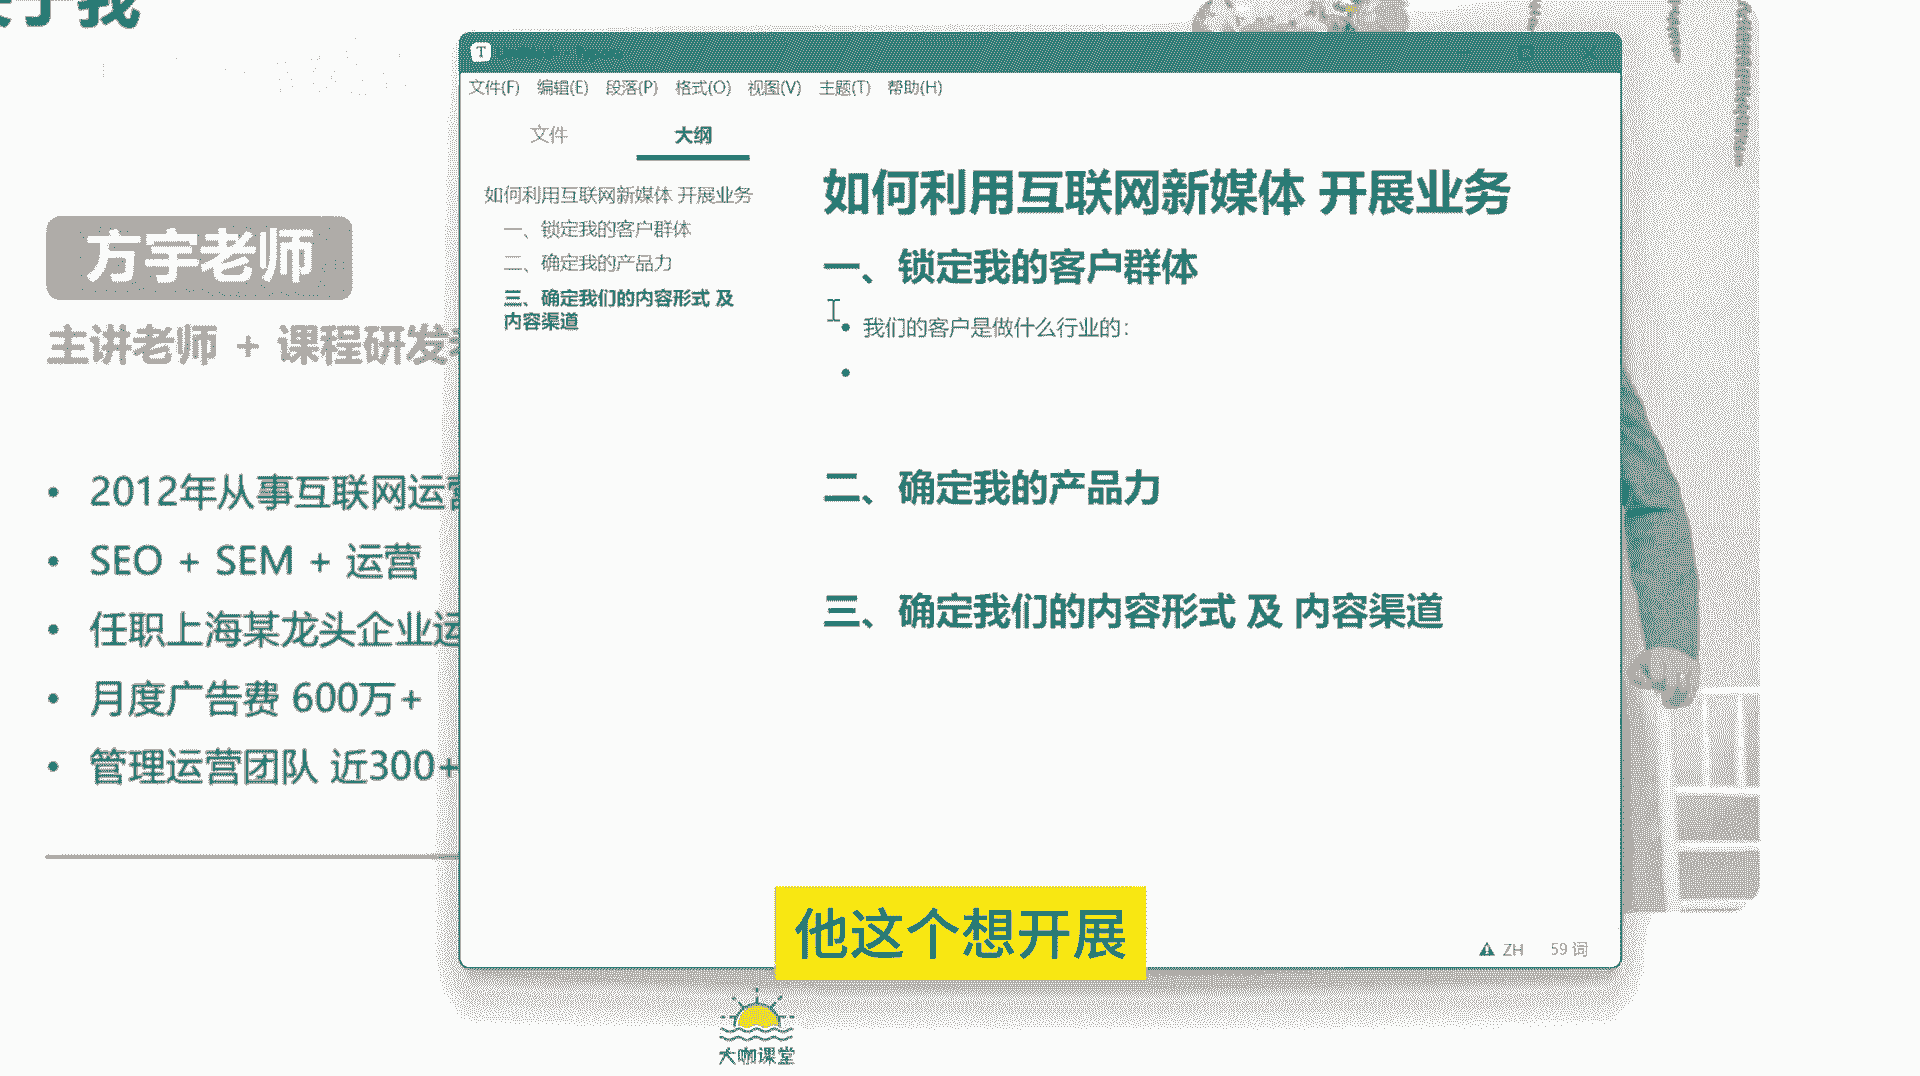 方宇老师
主讲老师 + 课程研发
2012年从事互联网运营
SEO + SEM + 运营
任职上海某龙头企业运
月度广告费 600万+
管理运营团队 近300+
T
文件(F) 编辑(E) 段落(P) 格式(O) 视图(V) 主题(T) 帮助(H)
文件 大纲
如何利用互联网新媒体 开展业务
一、锁定我的客户群体
二、确定我的产品力
三、确定我们的内容形式 及
内容渠道
如何利用互联网新媒体 开展业务
一、锁定我的客户群体
我们的客户是做什么行业的：
二、确定我的产品力
三、确定我们的内容形式 及 内容渠道
ZH 59 词
他这个想开展
大咖课堂